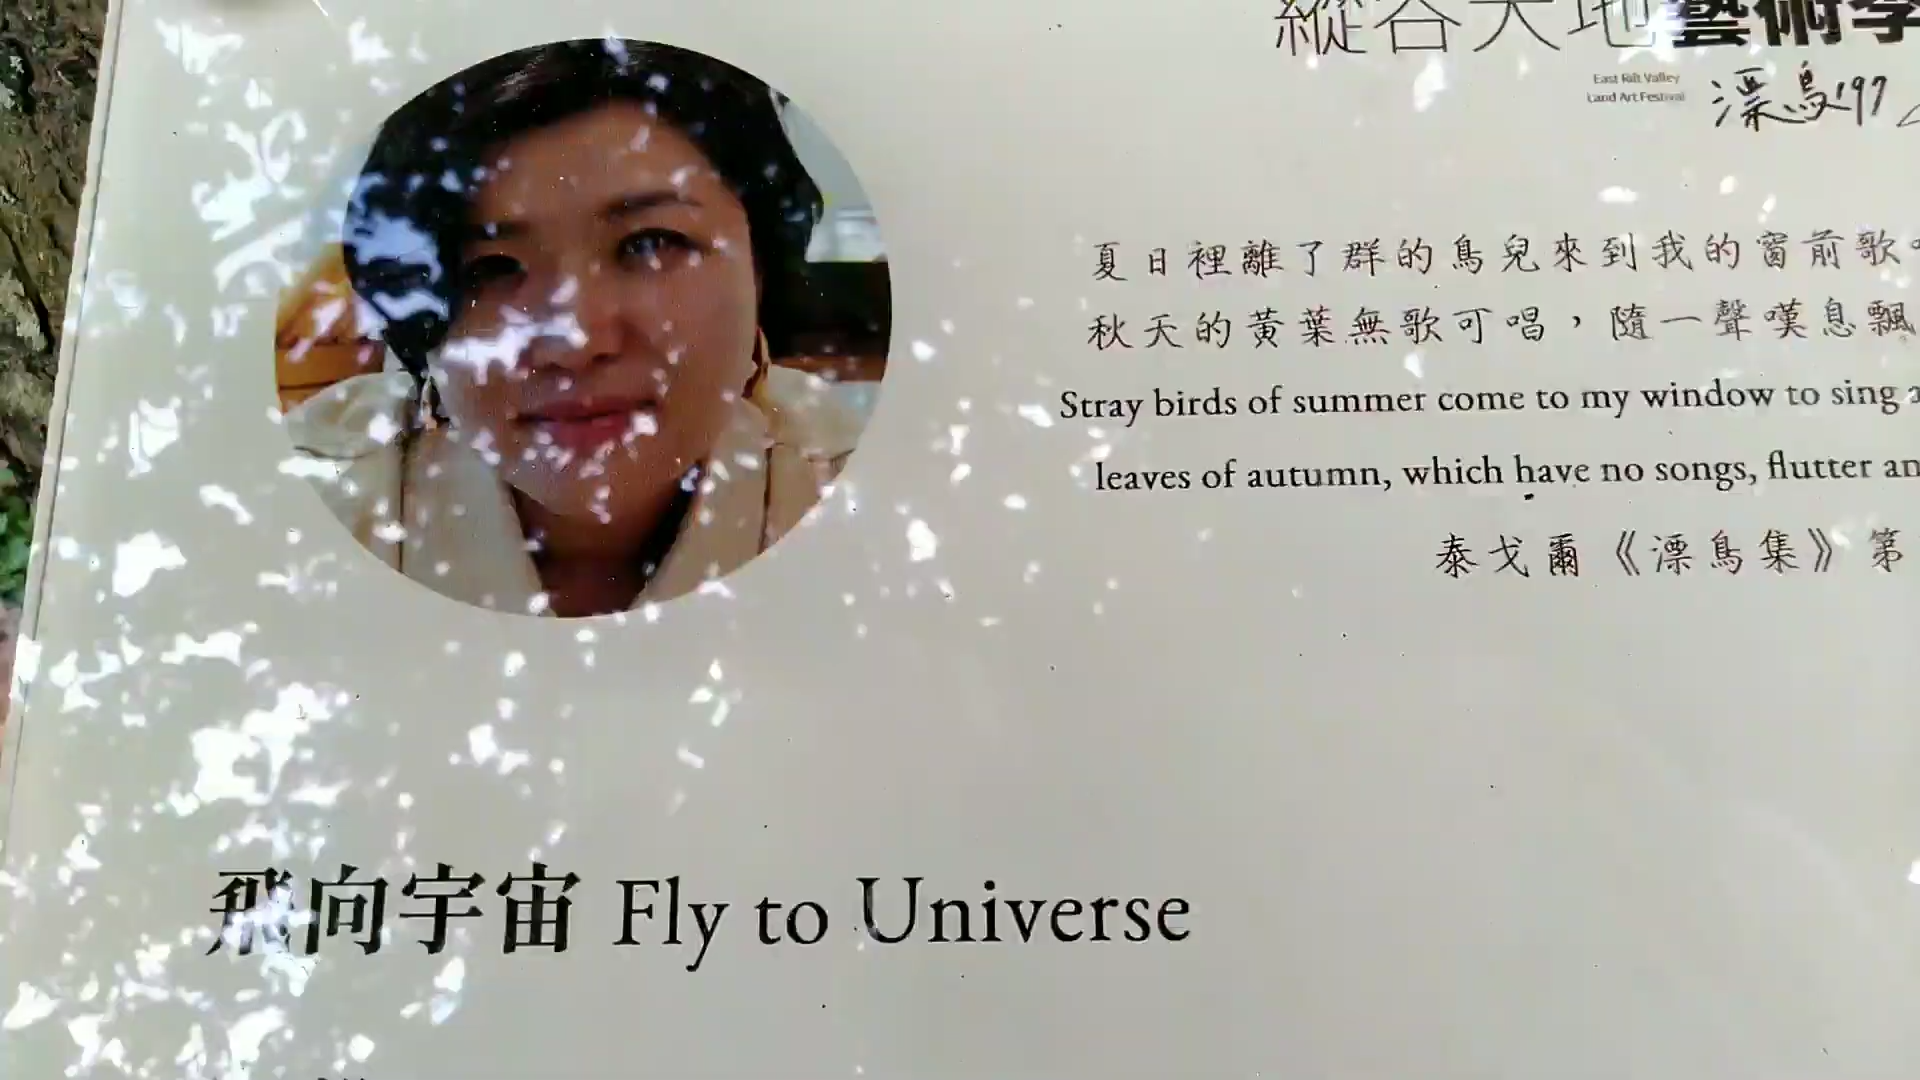 縱谷天地藝術季
East Rift Valley
Land Art Festival
漂鳥197
夏日裡離了群的鳥兒來到我的窗前歌
秋天的黃葉無歌可唱，隨一聲嘆息飄
Stray birds of summer come to my window to sing a
leaves of autumn, which have no songs, flutter an
泰戈爾《漂鳥集》第
飛向宇宙 Fly to Universe